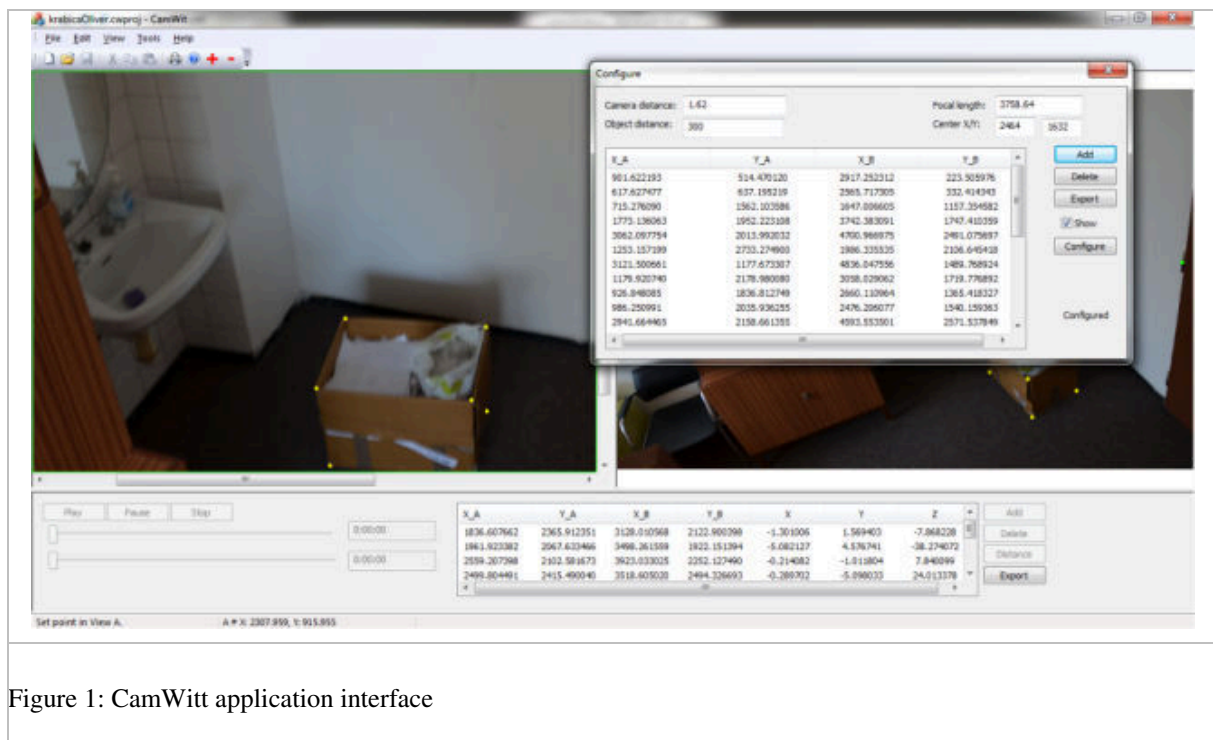 krabicaOliver.cwproj - CamWit
File Edit View Tools Help
Configure
Camera distance: 1.62 Focal length: 3758.64
Object distance: 300 Center X/Y: 2464 1632
X_A Y_A X_B Y_B
901.622193 514.470120 2917.252312 223.505976
617.627477 637.195219 2565.717305 332.414343
715.276090 1562.103586 1647.006605 1157.354582
1773.136063 1952.223108 3742.383091 1747.410359
3062.097754 2013.992032 4700.966975 2491.075697
1253.157199 2733.274900 1986.335535 2106.645418
3121.500661 1177.673307 4836.047556 1489.768924
1179.920740 2178.980080 3058.029062 1719.776892
926.848085 1836.812749 2660.110964 1365.418327
986.250991 2035.936255 2476.206077 1540.159363
2941.664465 2158.661355 4593.553501 2571.537849
Add
Delete
Export
Show
Configure
Configured
Play Pause Stop
0:00:00
0:00:00
X_A Y_A X_B Y_B X Y Z
1836.607662 2365.912351 3128.010568 2122.900398 -1.301006 1.569403 -7.868228
1961.923382 2067.633466 3498.261559 1922.151394 -5.082127 4.576741 -38.274072
2559.207398 2102.581673 3923.033025 2252.127490 -0.214082 -1.011804 7.840099
2499.804491 2415.490040 3518.605020 2494.326693 -0.289702 -5.098033 24.013378
Add
Delete
Distance
Export
Set point in View A. A # X: 2307.959, Y: 915.955
Figure 1: CamWitt application interface